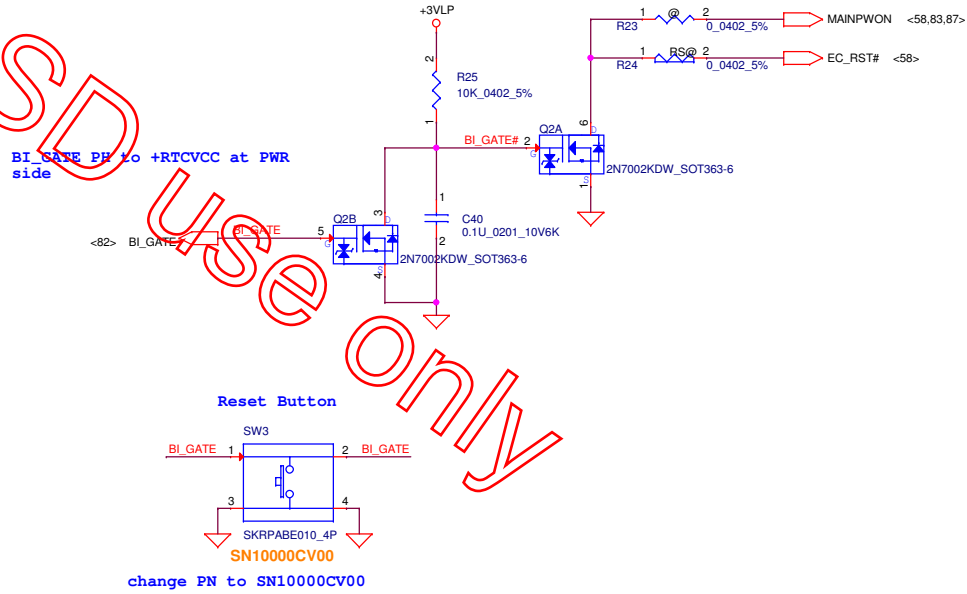 +3VLP
1 @ 2
R23 0_0402_5%
MAINPWON <58,83,87>
1 RS@ 2
R24 0_0402_5%
EC_RST# <58>
2
R25
10K_0402_5%
1
BI_GATE# 2
Q2A
6
D
G
S
1
2N7002KDW_SOT363-6
BI_GATE PH to +RTCVCC at PWR
side
<82> BI_GATE
BI_GATE 5
Q2B
3
D
G
S
4
2N7002KDW_SOT363-6
1
C40
0.1U_0201_10V6K
2
SD use only
Reset Button
SW3
BI_GATE 1
2 BI_GATE
3
4
SKRPABE010_4P
SN10000CV00
change PN to SN10000CV00